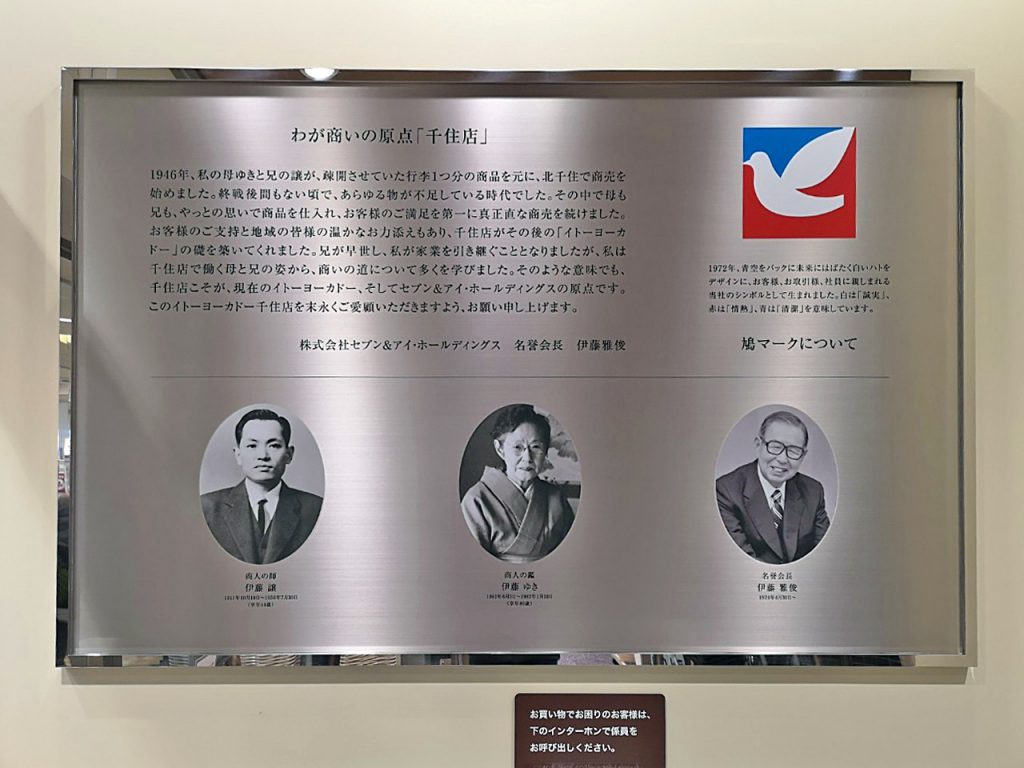 わが商いの原点「千住店」
1946年、私の母ゆきと兄の譲が、疎開させていた行李1つ分の商品を元に、北千住で商売を
始めました。終戦後間もない頃で、あらゆる物が不足している時代でした。その中で母も
兄も、やっとの思いで商品を仕入れ、お客様のご満足を第一に真正直な商売を続けました。
お客様のご支持と地域の皆様の温かなお力添えもあり、千住店がその後の「イトーヨーカ
ドー」の礎を築いてくれました。兄が早世し、私が家業を引き継ぐこととなりましたが、私は
千住店で働く母と兄の姿から、商いの道について多くを学びました。そのような意味でも、
千住店こそが、現在のイトーヨーカドー、そしてセブン&アイ・ホールディングスの原点です。
このイトーヨーカドー千住店を末永くご愛顧いただきますよう、お願い申し上げます。
株式会社セブン&アイ・ホールディングス 名誉会長 伊藤雅俊
1972年、青空をバックに未来にはばたく白いハトを
デザインに、お客様、お取引様、社員に親しまれる
当社のシンボルとして生まれました。白は「誠実」、
赤は「情熱」、青は「清潔」を意味しています。
鳩マークについて
商人の師
伊藤 譲
商人の鑑
伊藤 ゆき
名誉会長
伊藤 雅俊
お買い物でお困りのお客様は、
下のインターホンで係員を
お呼び出しください。